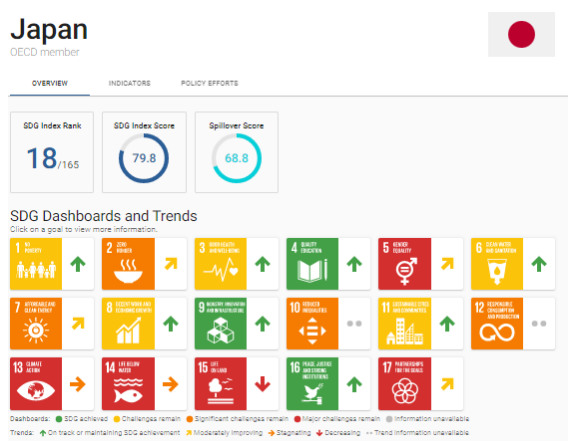 Japan
OECD member
OVERVIEW INDICATORS POLICY EFFORTS
SDG Index Rank SDG Index Score Spillover Score
18/165 79.8 68.8
SDG Dashboards and Trends
Click on a goal to view more information.
1 NO POVERTY 2 ZERO HUNGER 3 GOOD HEALTH AND WELL-BEING 4 QUALITY EDUCATION 5 GENDER EQUALITY 6 CLEAN WATER AND SANITATION
7 AFFORDABLE AND CLEAN ENERGY 8 DECENT WORK AND ECONOMIC GROWTH 9 INDUSTRY, INNOVATION AND INFRASTRUCTURE 10 REDUCED INEQUALITIES 11 SUSTAINABLE CITIES AND COMMUNITIES 12 RESPONSIBLE CONSUMPTION AND PRODUCTION
13 CLIMATE ACTION 14 LIFE BELOW WATER 15 LIFE ON LAND 16 PEACE, JUSTICE AND STRONG INSTITUTIONS 17 PARTNERSHIPS FOR THE GOALS
Dashboards: SDG achieved Challenges remain Significant challenges remain Major challenges remain Information unavailable
Trends: On track or maintaining SDG achievement Moderately improving Stagnating Decreasing Trend information unavailable